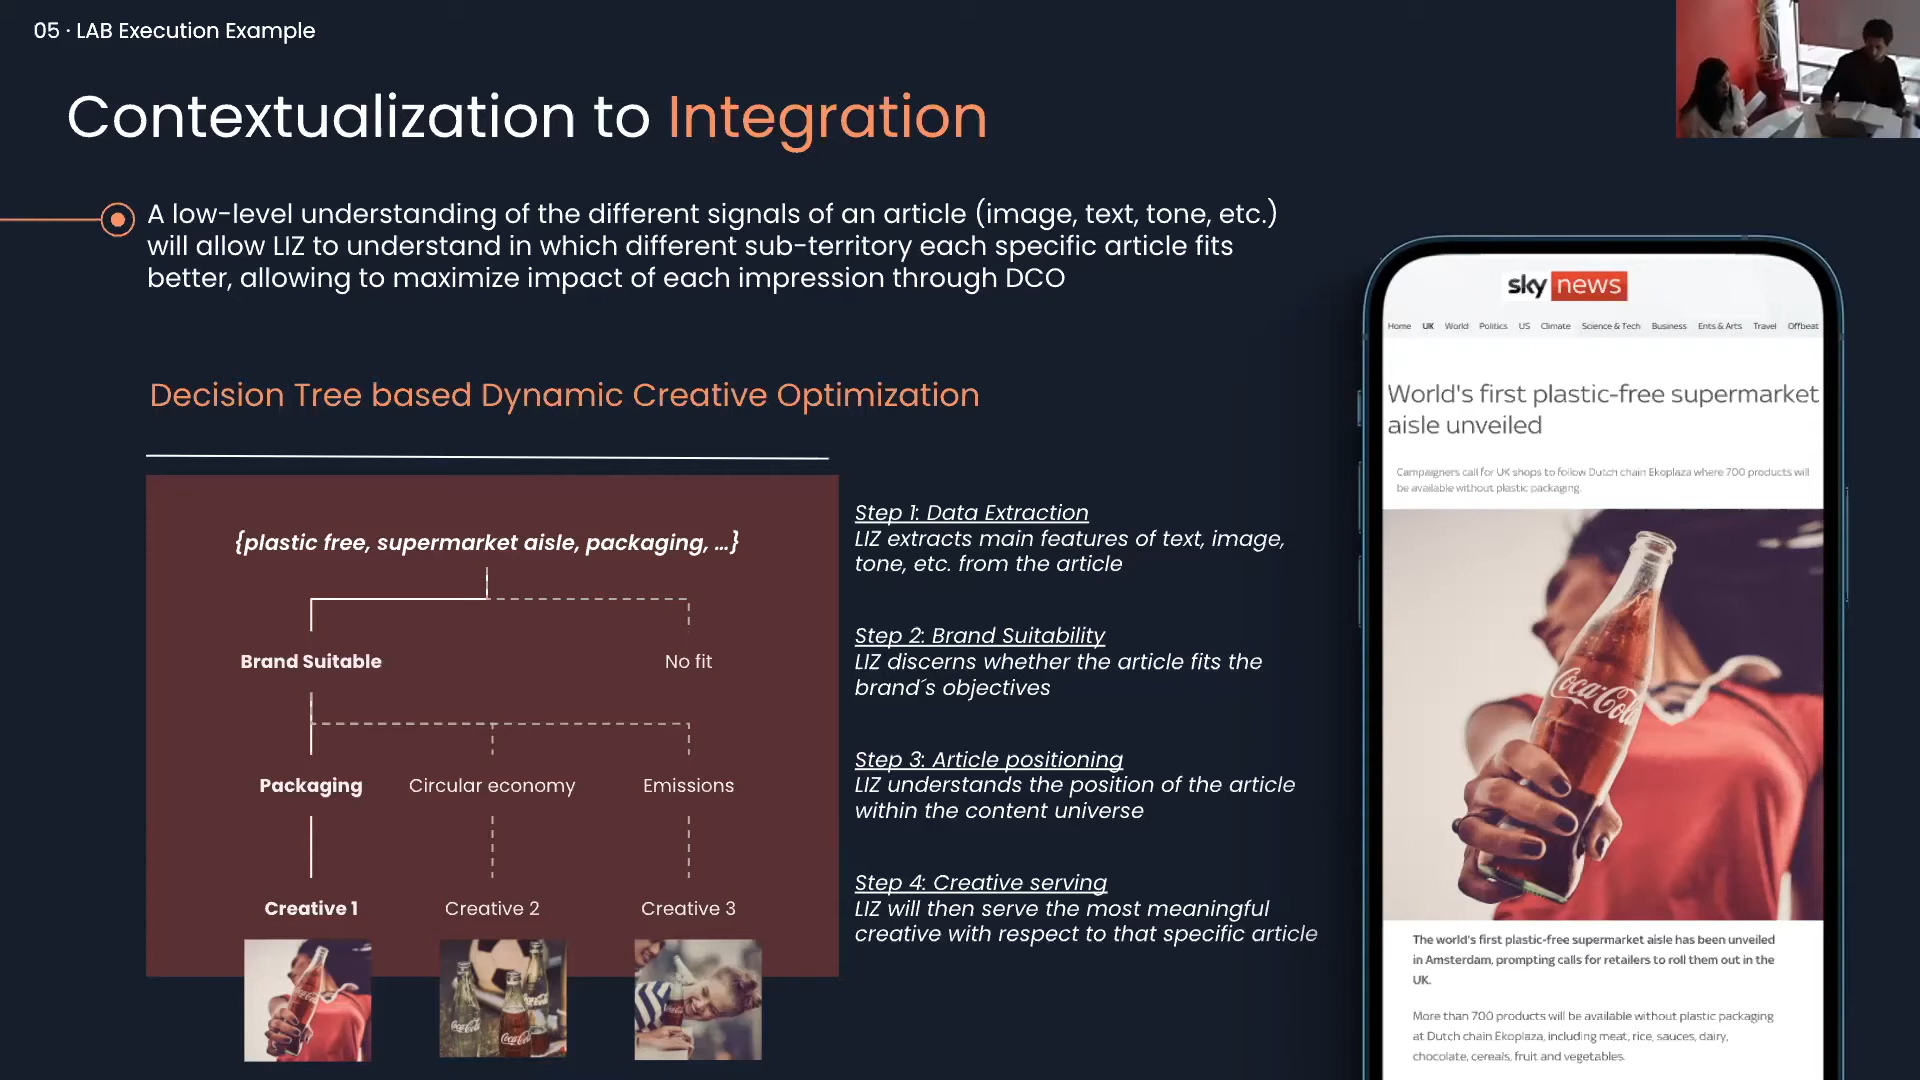 05 · LAB Execution Example
Contextualization to Integration
A low-level understanding of the different signals of an article (image, text, tone, etc.)
will allow LIZ to understand in which different sub-territory each specific article fits
better, allowing to maximize impact of each impression through DCO
Decision Tree based Dynamic Creative Optimization
{plastic free, supermarket aisle, packaging, ...}
Brand Suitable
No fit
Packaging
Circular economy
Emissions
Creative 1
Creative 2
Creative 3
Coca-Cola
Coca-Cola
Step 1: Data Extraction
LIZ extracts main features of text, image,
tone, etc. from the article
Step 2: Brand Suitability
LIZ discerns whether the article fits the
brand´s objectives
Step 3: Article positioning
LIZ understands the position of the article
within the content universe
Step 4: Creative serving
LIZ will then serve the most meaningful
creative with respect to that specific article
sky news
Home UK World Politics US Climate Science & Tech Business Ents & Arts Travel Offbeat
World's first plastic-free supermarket
aisle unveiled
Campaigners call for UK shops to follow Dutch chain Ekoplaza where 700 products will
be available without plastic packaging.
Coca-Cola
The world's first plastic-free supermarket aisle has been unveiled
in Amsterdam, prompting calls for retailers to roll them out in the
UK.
More than 700 products will be available without plastic packaging
at Dutch chain Ekoplaza, including meat, rice, sauces, dairy,
chocolate, cereals, fruit and vegetables.